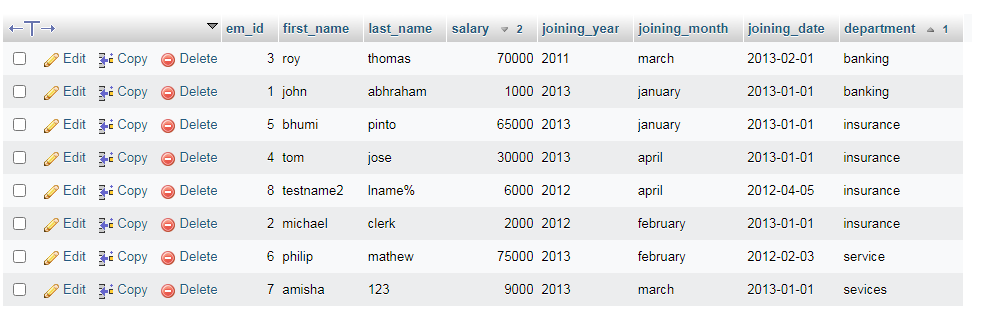 ←T→ em_id first_name last_name salary 2 joining_year joining_month joining_date department 1
Edit Copy Delete 3 roy thomas 70000 2011 march 2013-02-01 banking
Edit Copy Delete 1 john abhraham 1000 2013 january 2013-01-01 banking
Edit Copy Delete 5 bhumi pinto 65000 2013 january 2013-01-01 insurance
Edit Copy Delete 4 tom jose 30000 2013 april 2013-01-01 insurance
Edit Copy Delete 8 testname2 lname% 6000 2012 april 2012-04-05 insurance
Edit Copy Delete 2 michael clerk 2000 2012 february 2013-01-01 insurance
Edit Copy Delete 6 philip mathew 75000 2013 february 2012-02-03 service
Edit Copy Delete 7 amisha 123 9000 2013 march 2013-01-01 sevices